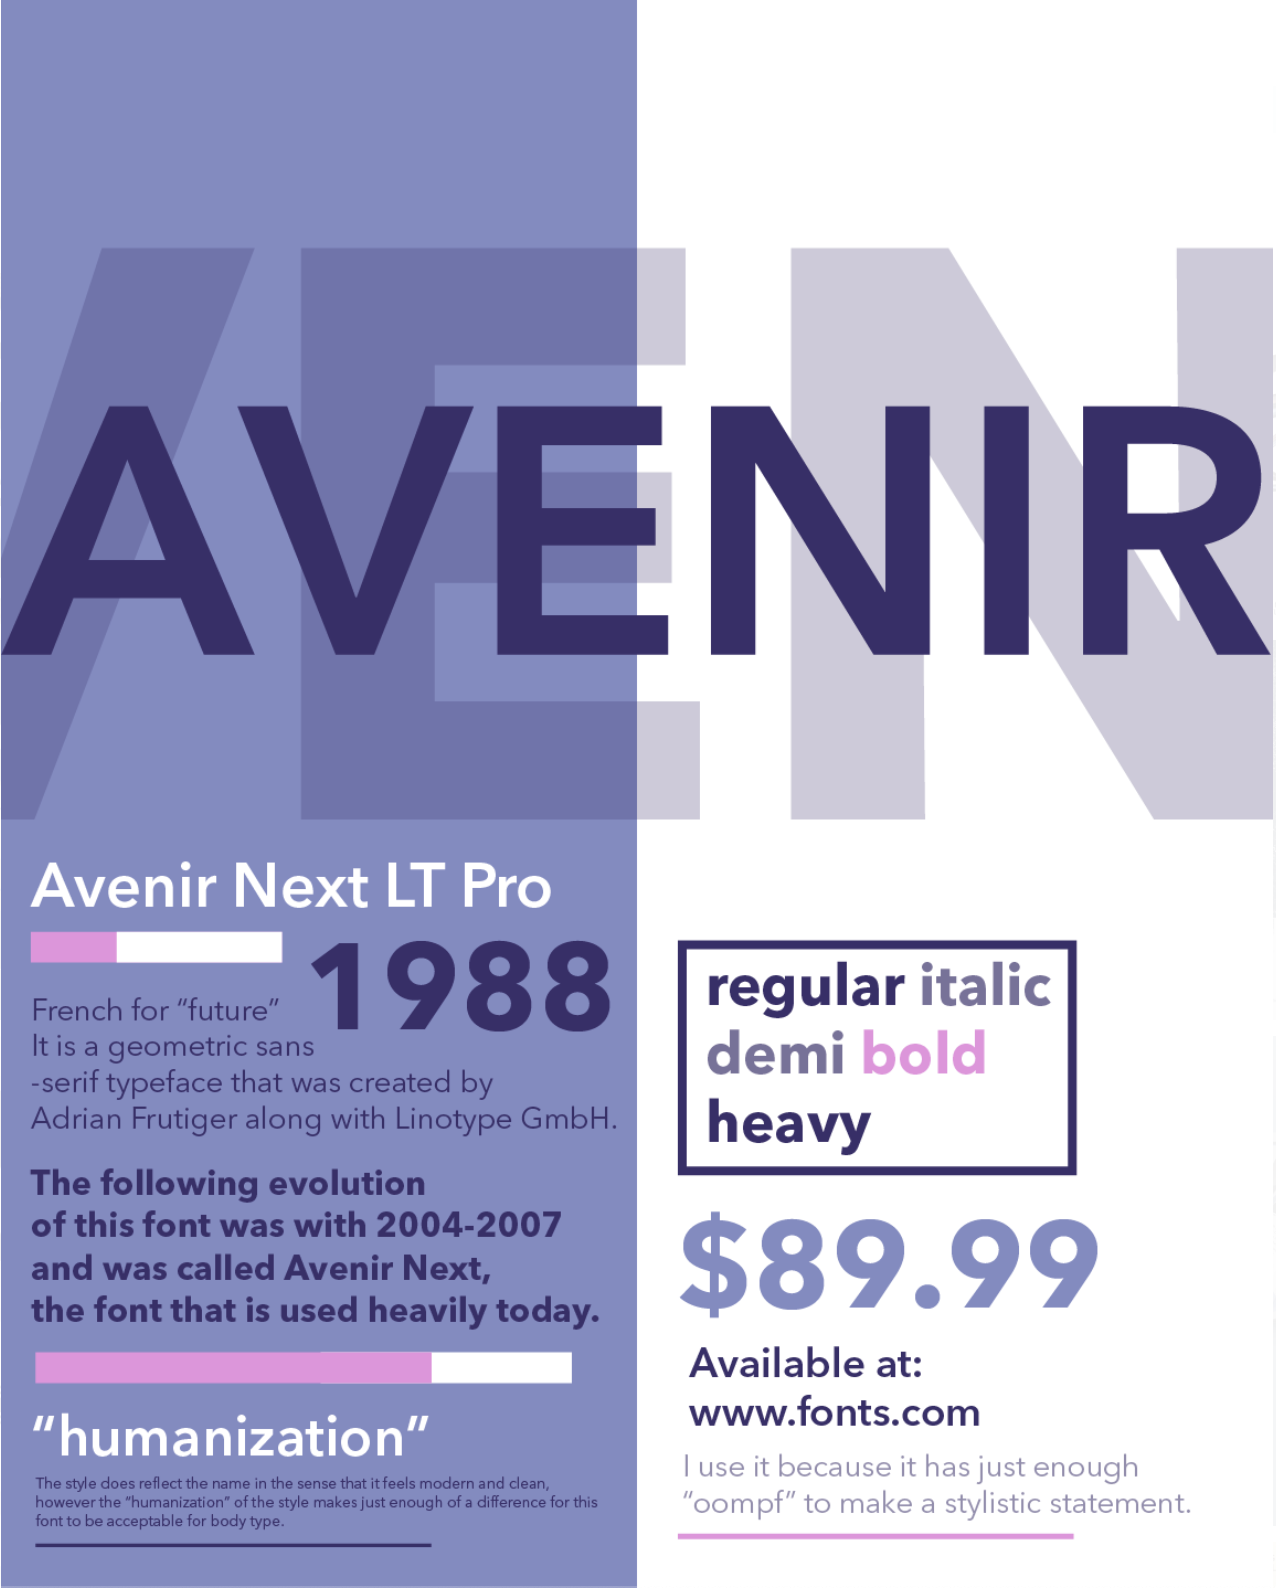 AVENIR
AEN
Avenir Next LT Pro
1988
French for “future”
It is a geometric sans
-serif typeface that was created by
Adrian Frutiger along with Linotype GmbH.
The following evolution
of this font was with 2004-2007
and was called Avenir Next,
the font that is used heavily today.
“humanization”
The style does reflect the name in the sense that it feels modern and clean,
however the “humanization” of the style makes just enough of a difference for this
font to be acceptable for body type.
regular italic
demi bold
heavy
$89.99
Available at:
www.fonts.com
I use it because it has just enough
“oompf” to make a stylistic statement.